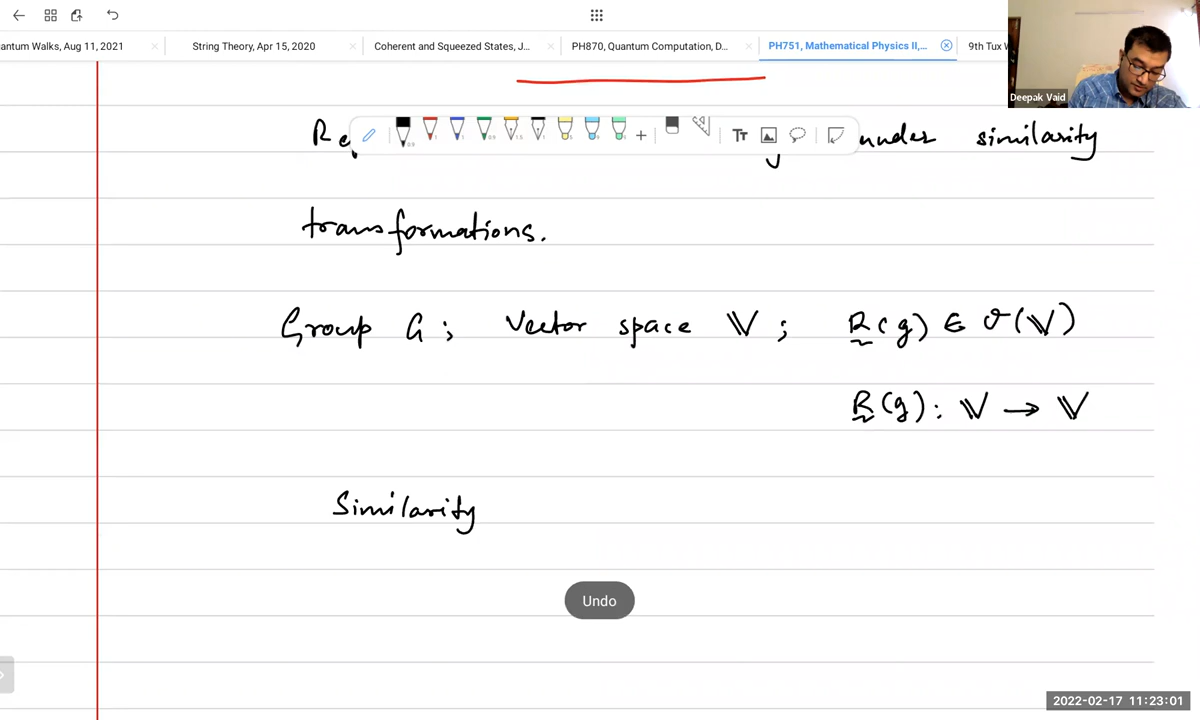 antum Walks, Aug 11, 2021 String Theory, Apr 15, 2020 Coherent and Squeezed States, J... PH870, Quantum Computation, D... PH751, Mathematical Physics II,... 9th Tux
Deepak Vaid
under similarity
transformations.
Group G; Vector space 𝕍; R(g) ∈ O(𝕍)
R(g): 𝕍 → 𝕍
Similarity
Undo
2022-02-17 11:23:01